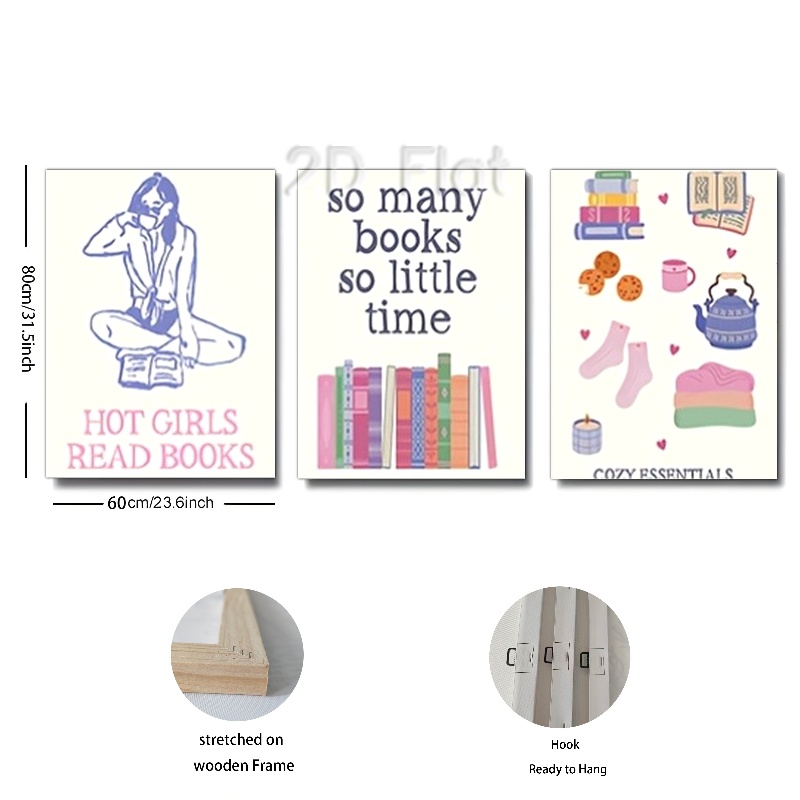 2D Flat
80cm/31.5inch
HOT GIRLS
READ BOOKS
so many
books
so little
time
COZY ESSENTIALS
60cm/23.6inch
stretched on
wooden Frame
Hook
Ready to Hang